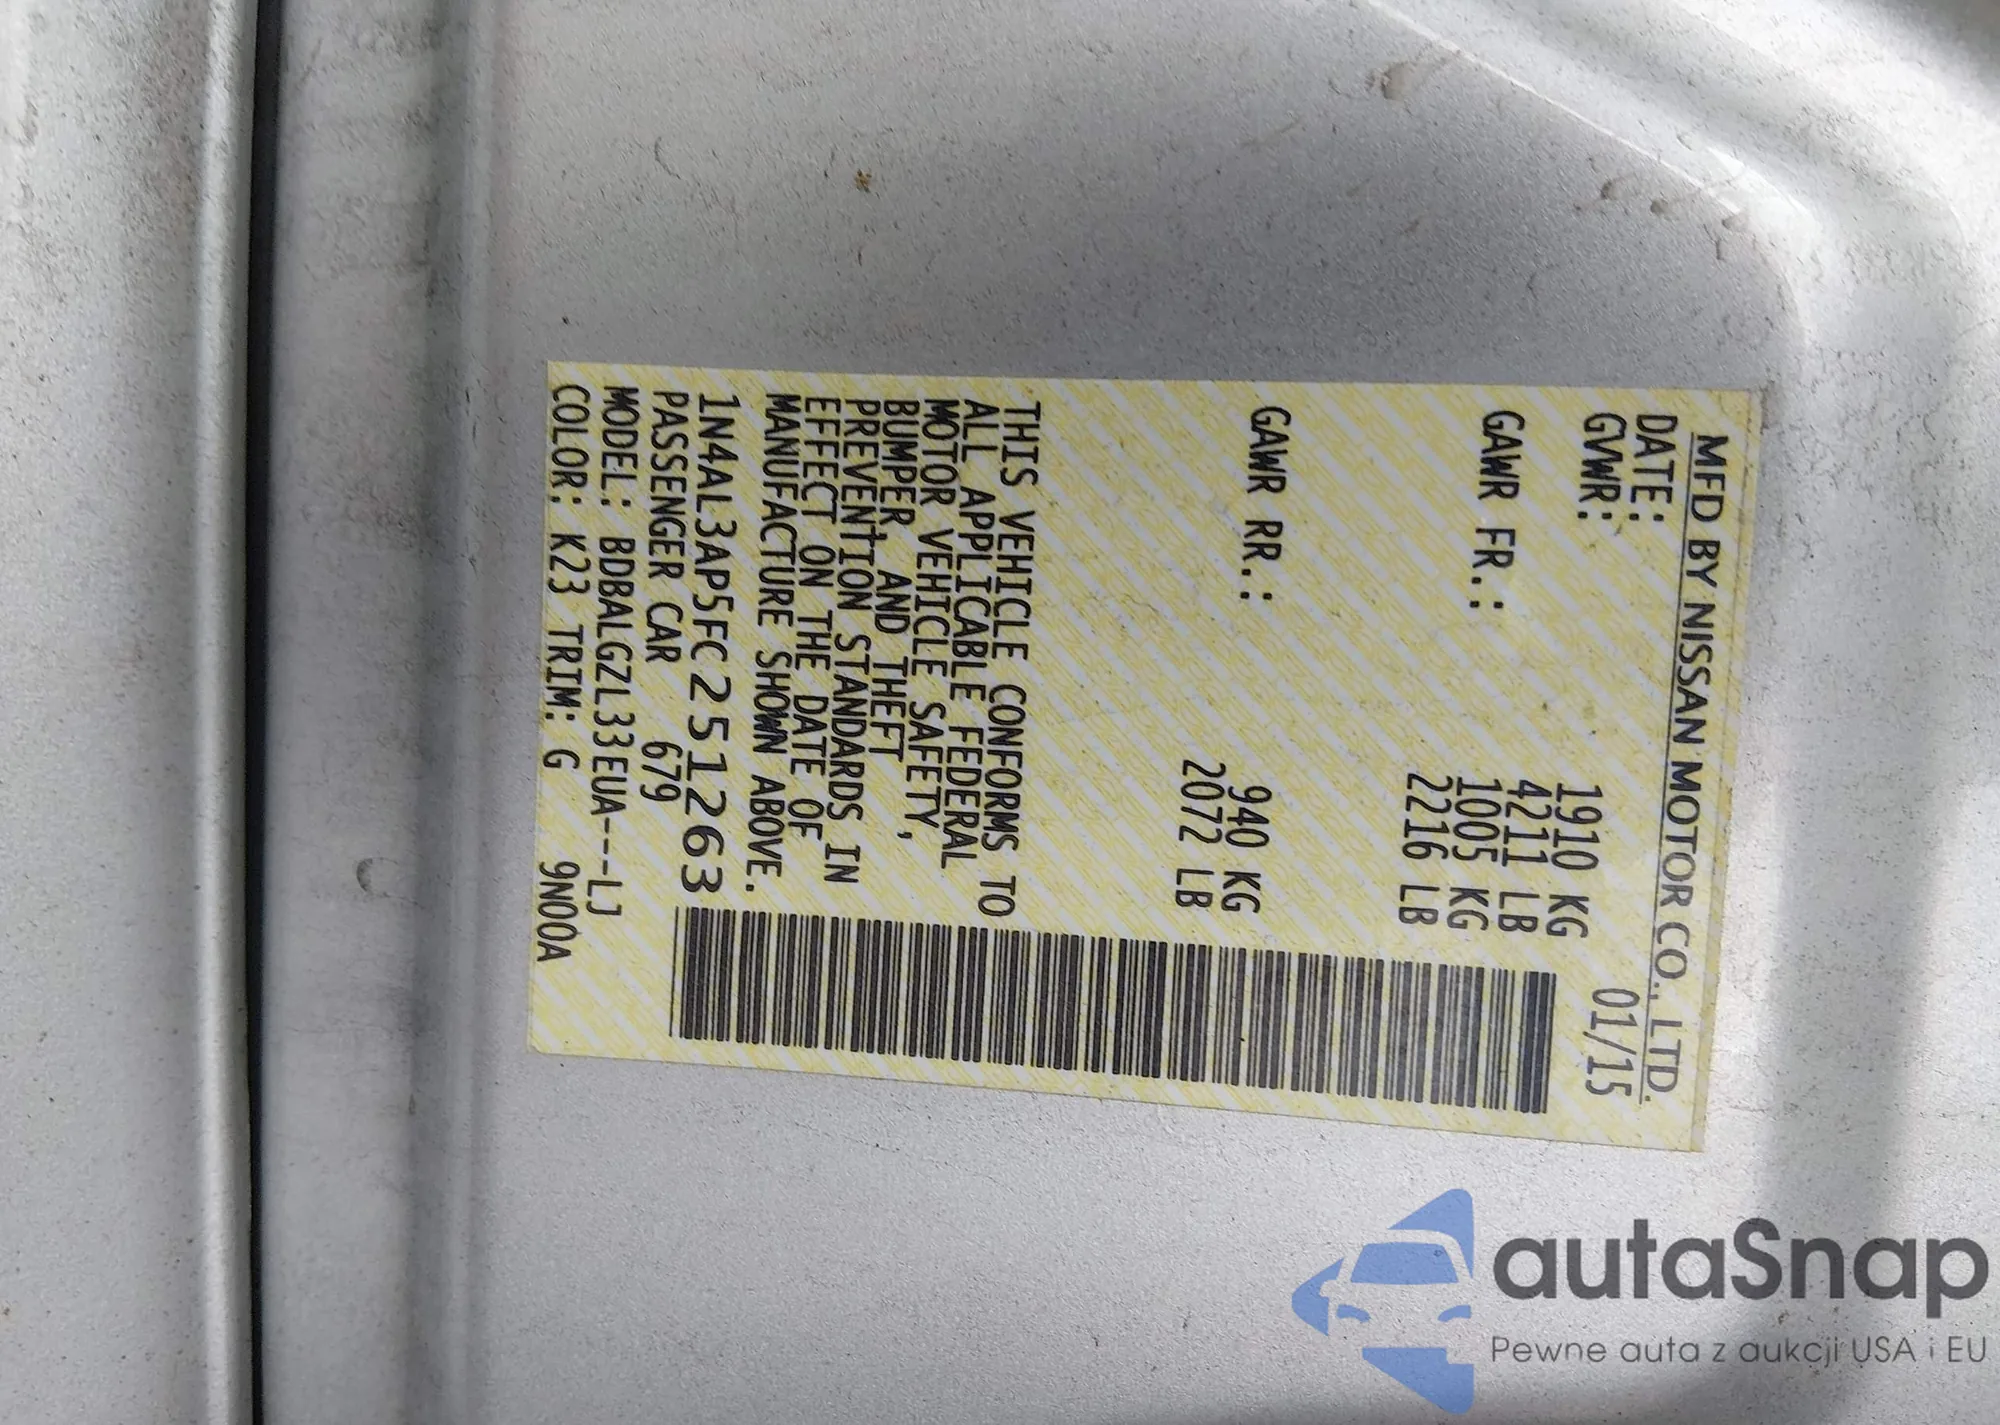 MFD BY NISSAN MOTOR CO., LTD.
DATE: 01/15
GVWR: 1910 KG
4211 LB
GAWR FR.: 1005 KG
2216 LB
GAWR RR.: 940 KG
2072 LB
THIS VEHICLE CONFORMS TO
ALL APPLICABLE FEDERAL
MOTOR VEHICLE SAFETY,
BUMPER, AND THEFT
PREVENTION STANDARDS IN
EFFECT ON THE DATE OF
MANUFACTURE SHOWN ABOVE.
1N4AL3AP5FC251263
PASSENGER CAR 679
MODEL: BDBALGZL33EUA---LJ
COLOR: K23 TRIM: G 9N00A
autaSnap
Pewne auta z aukcji USA i EU